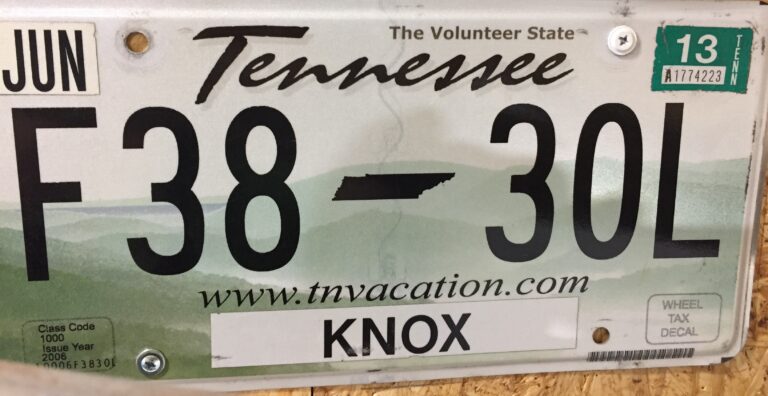 The Volunteer State
JUN
Tennessee
13
TENN
A1774223
F38 30L
www.tnvacation.com
KNOX
WHEEL
TAX
DECAL
Class Code
1000
Issue Year
2006